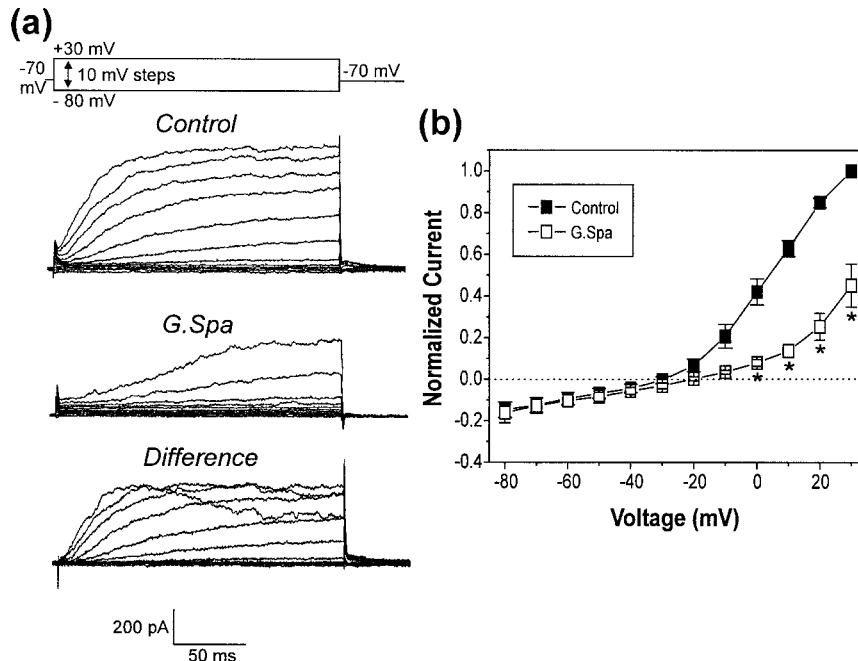 (a)
+30 mV
-70
mV
10 mV steps
-70 mV
- 80 mV
Control
G.Spa
Difference
200 pA
50 ms
(b)
Normalized Current
1.0
0.8
0.6
0.4
0.2
0.0
-0.2
-0.4
Control
G.Spa
*
*
*
*
-80
-60
-40
-20
0
20
Voltage (mV)